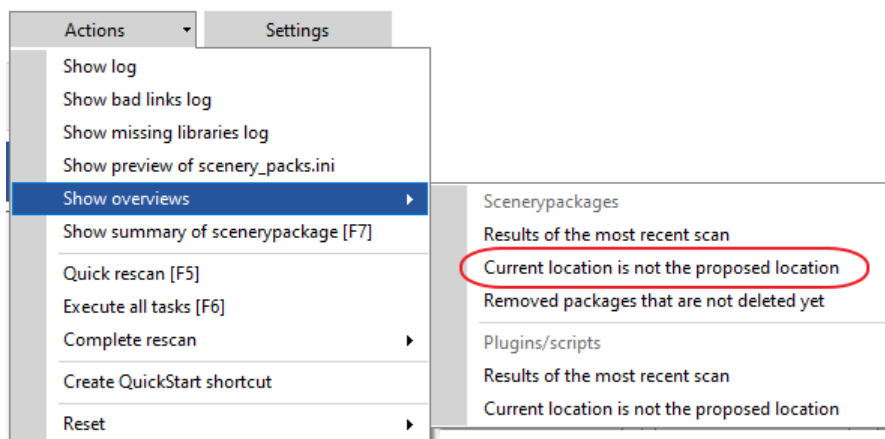 Actions
Settings
Show log
Show bad links log
Show missing libraries log
Show preview of scenery_packs.ini
Show overviews
Show summary of scenerypackage [F7]
Quick rescan [F5]
Execute all tasks [F6]
Complete rescan
Create QuickStart shortcut
Reset
Scenerypackages
Results of the most recent scan
Current location is not the proposed location
Removed packages that are not deleted yet
Plugins/scripts
Results of the most recent scan
Current location is not the proposed location